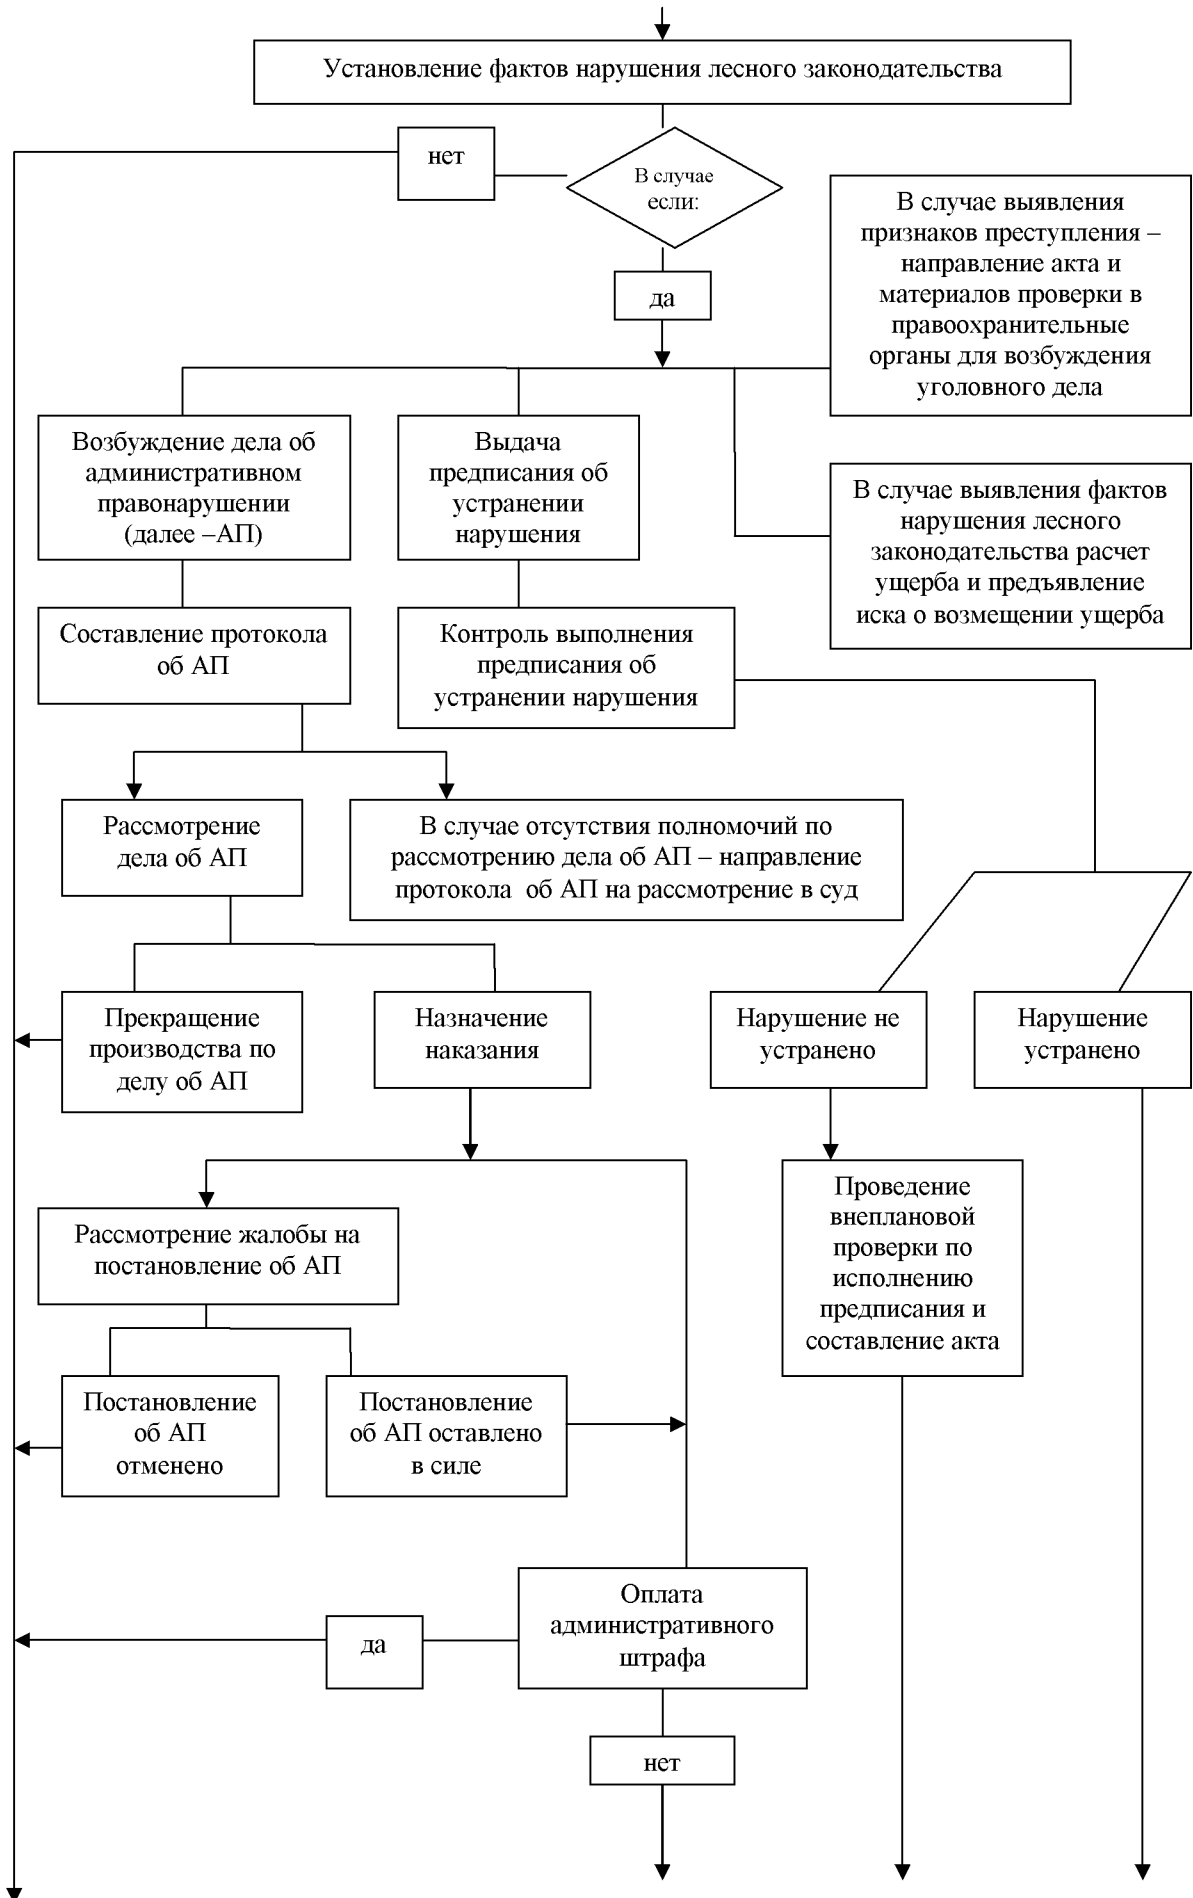 Установление фактов нарушения лесного законодательства
нет
В случае
если:
да
В случае выявления
признаков преступления –
направление акта и
материалов проверки в
правоохранительные
органы для возбуждения
уголовного дела
Возбуждение дела об
административном
правонарушении
(далее –АП)
Выдача
предписания об
устранении
нарушения
В случае выявления фактов
нарушения лесного
законодательства расчет
ущерба и предъявление
иска о возмещении ущерба
Составление протокола
об АП
Контроль выполнения
предписания об
устранении нарушения
Рассмотрение
дела об АП
В случае отсутствия полномочий по
рассмотрению дела об АП – направление
протокола  об АП на рассмотрение в суд
Прекращение
производства по
делу об АП
Назначение
наказания
Нарушение не
устранено
Нарушение
устранено
Рассмотрение жалобы на
постановление об АП
Проведение
внеплановой
проверки по
исполнению
предписания и
составление акта
Постановление
об АП
отменено
Постановление
об АП оставлено
в силе
Оплата
административного
штрафа
да
нет